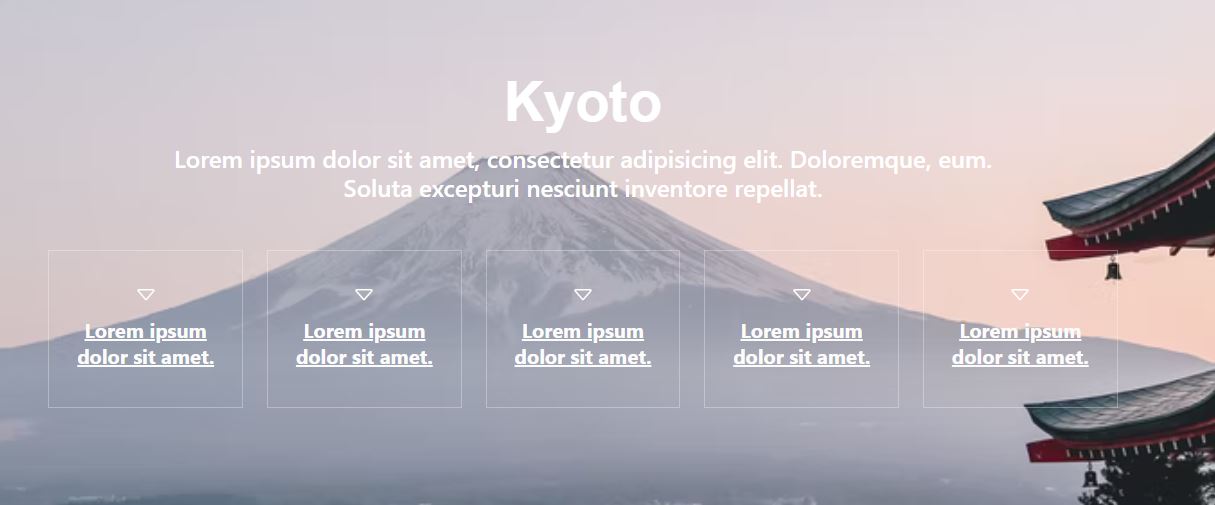 Kyoto
Lorem ipsum dolor sit amet, consectetur adipisicing elit. Doloremque, eum.
Soluta excepturi nesciunt inventore repellat.
Lorem ipsum
dolor sit amet.
Lorem ipsum
dolor sit amet.
Lorem ipsum
dolor sit amet.
Lorem ipsum
dolor sit amet.
Lorem ipsum
dolor sit amet.